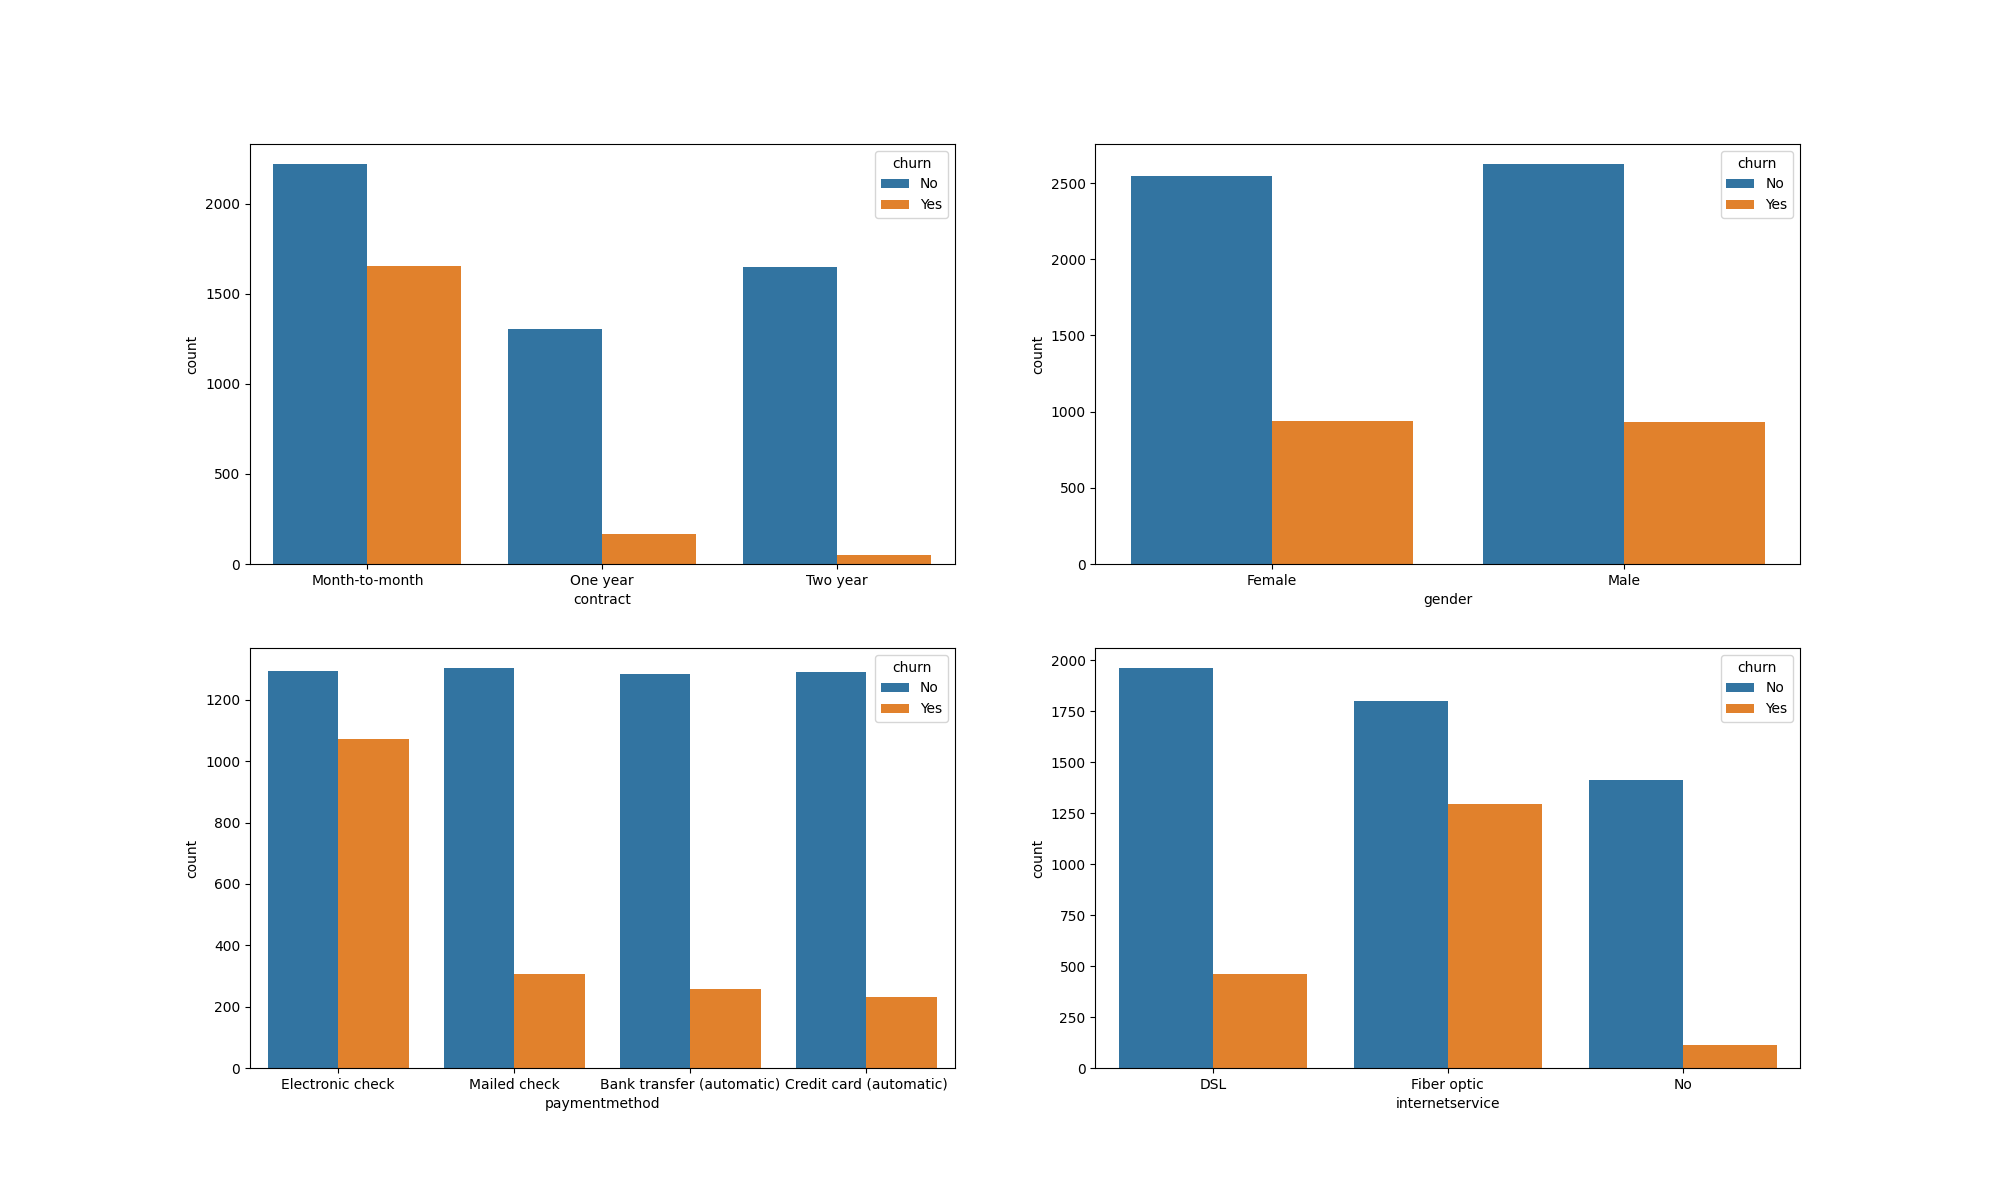 churn
No
Yes
2000
1500
1000
500
0
count
Month-to-month One year Two year
contract
churn
No
Yes
2500
2000
1500
1000
500
0
count
Female Male
gender
churn
No
Yes
1200
1000
800
600
400
200
0
count
Electronic check Mailed check Bank transfer (automatic) Credit card (automatic)
paymentmethod
churn
No
Yes
2000
1750
1500
1250
1000
750
500
250
0
count
DSL Fiber optic No
internetservice